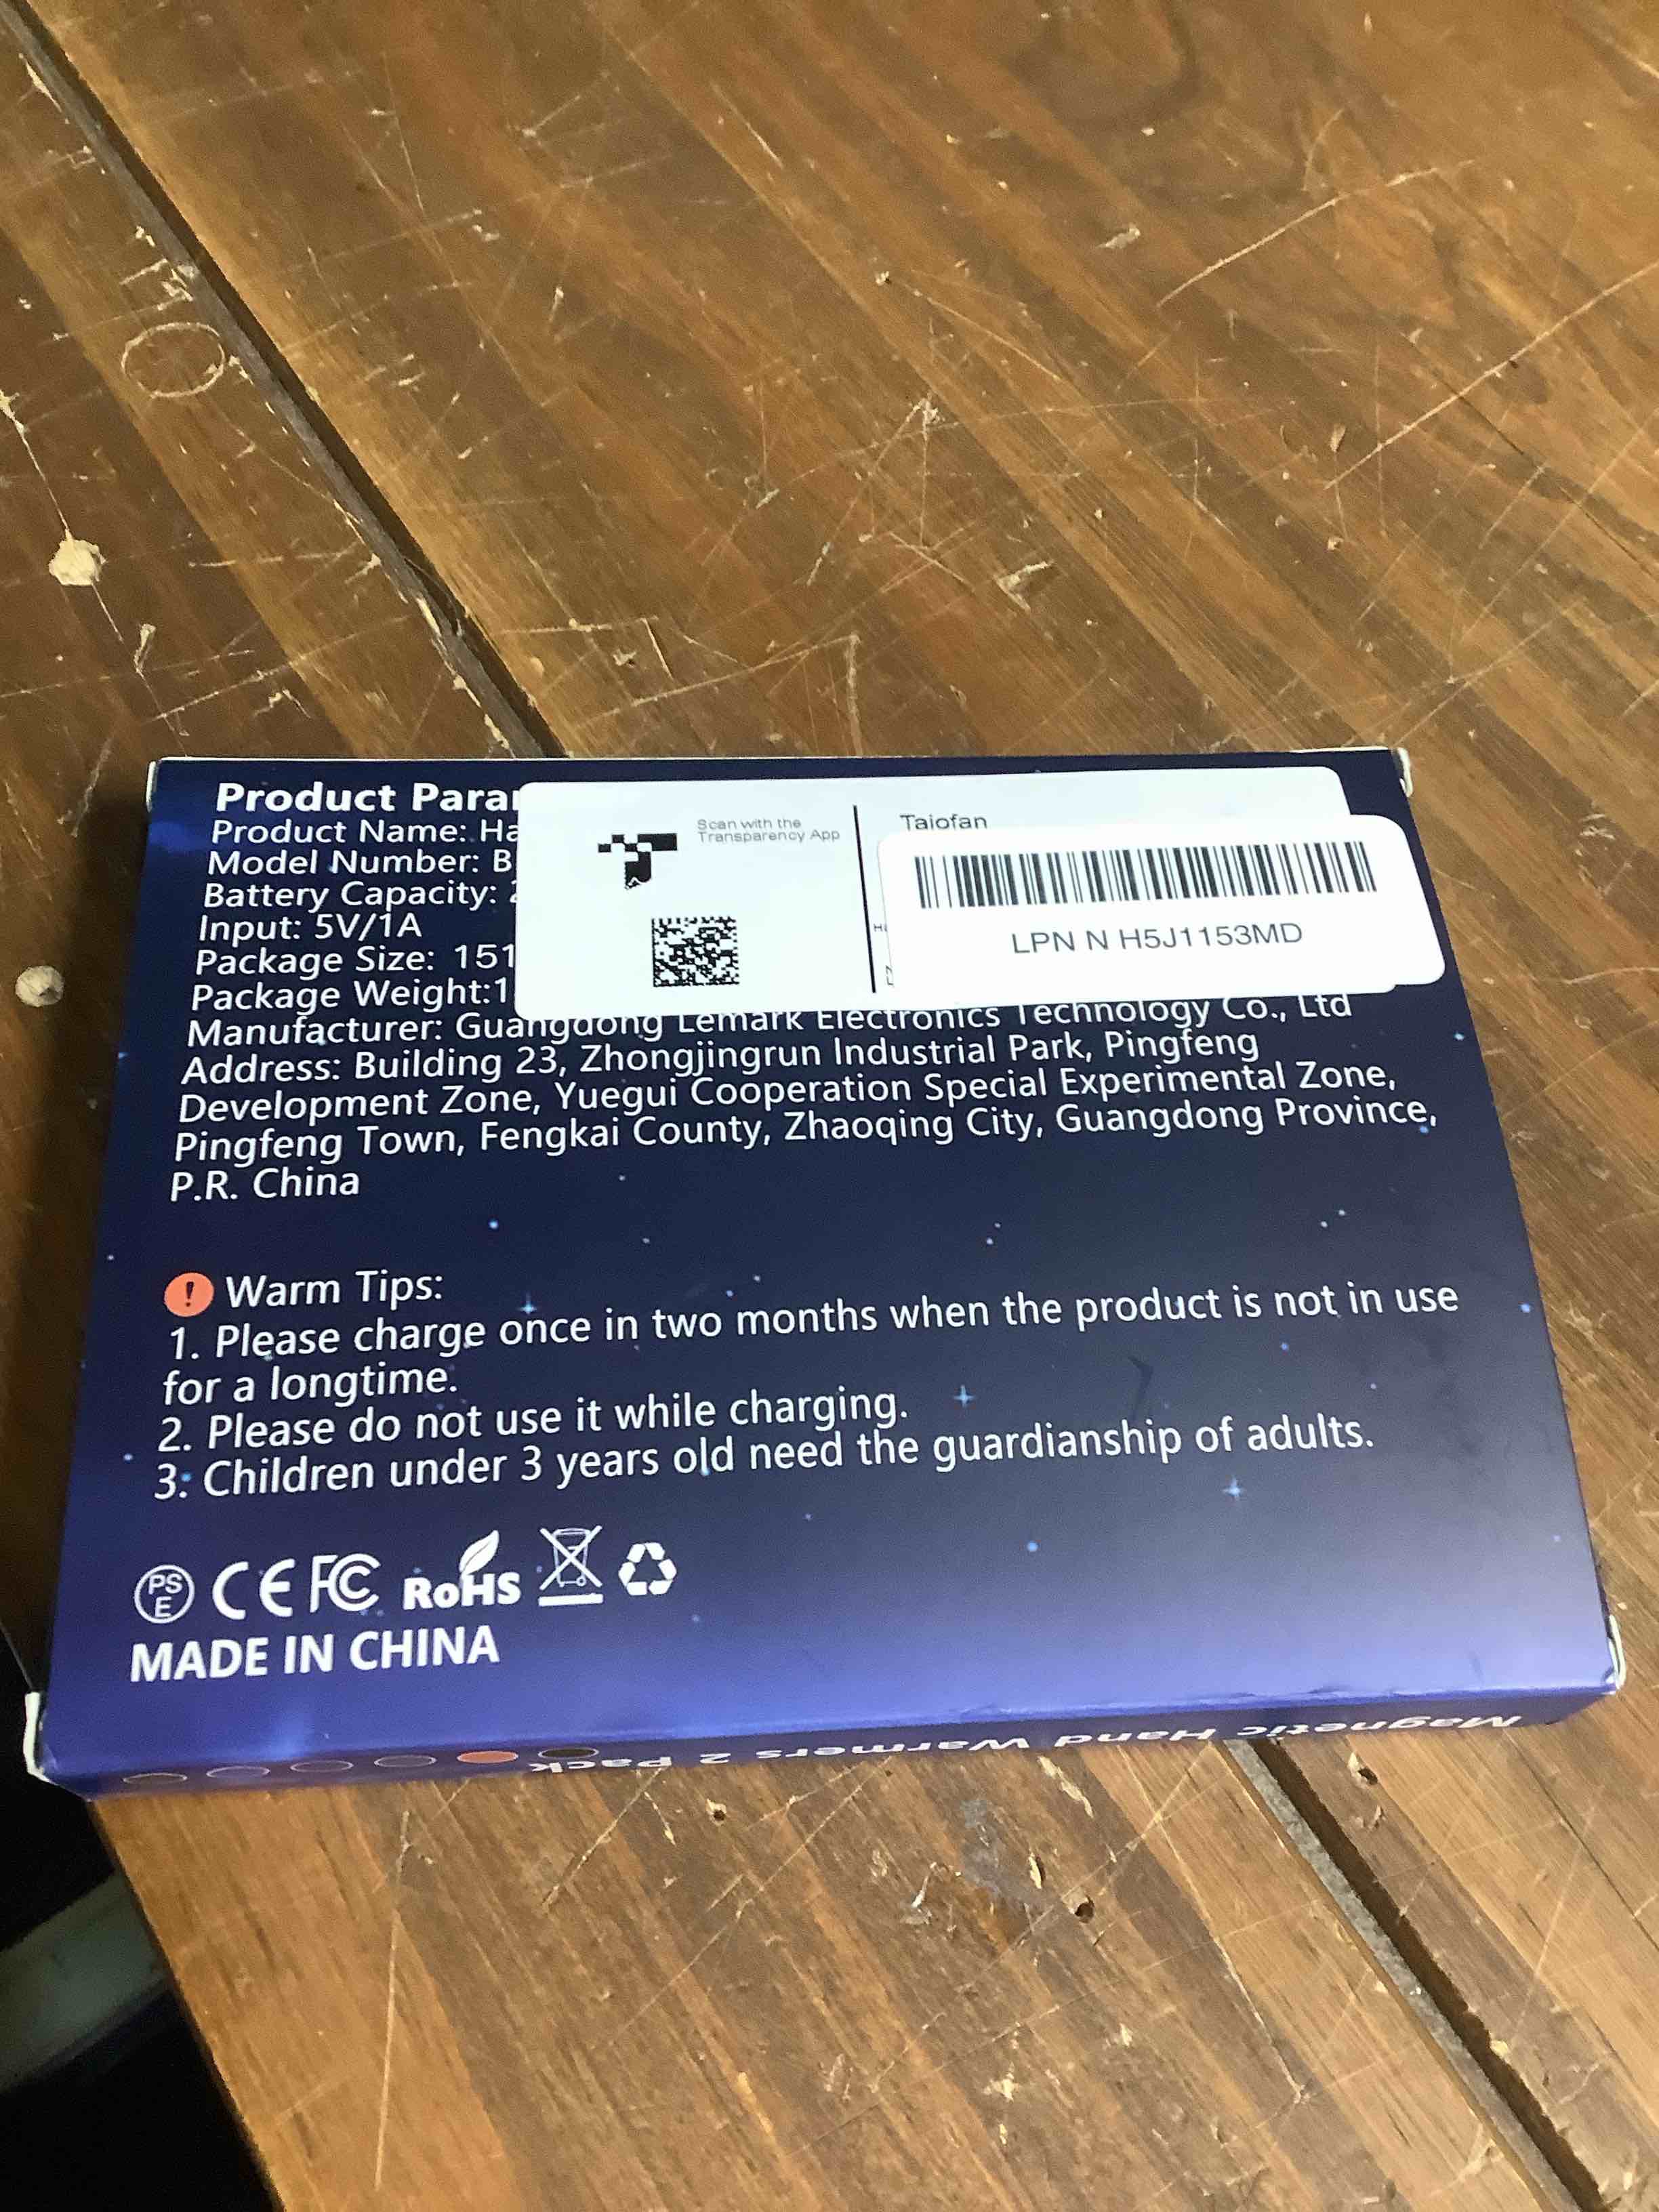 Product Para
Product Name: Ha
Model Number: B
Battery Capacity:
Input: 5V/1A
Package Size: 151
Package Weight:1
Scan with the
Transparency App
Taiofan
LPN N H5J1153MD
Manufacturer: Guangdong Lemark Electronics Technology Co., Ltd
Address: Building 23, Zhongjingrun Industrial Park, Pingfeng
Development Zone, Yuegui Cooperation Special Experimental Zone,
Pingfeng Town, Fengkai County, Zhaoqing City, Guangdong Province,
P.R. China
! Warm Tips:
1. Please charge once in two months when the product is not in use
for a longtime.
2. Please do not use it while charging.
3: Children under 3 years old need the guardianship of adults.
PS E CE FC RoHS
MADE IN CHINA
Magnetic Hand Warmers 2 Pack